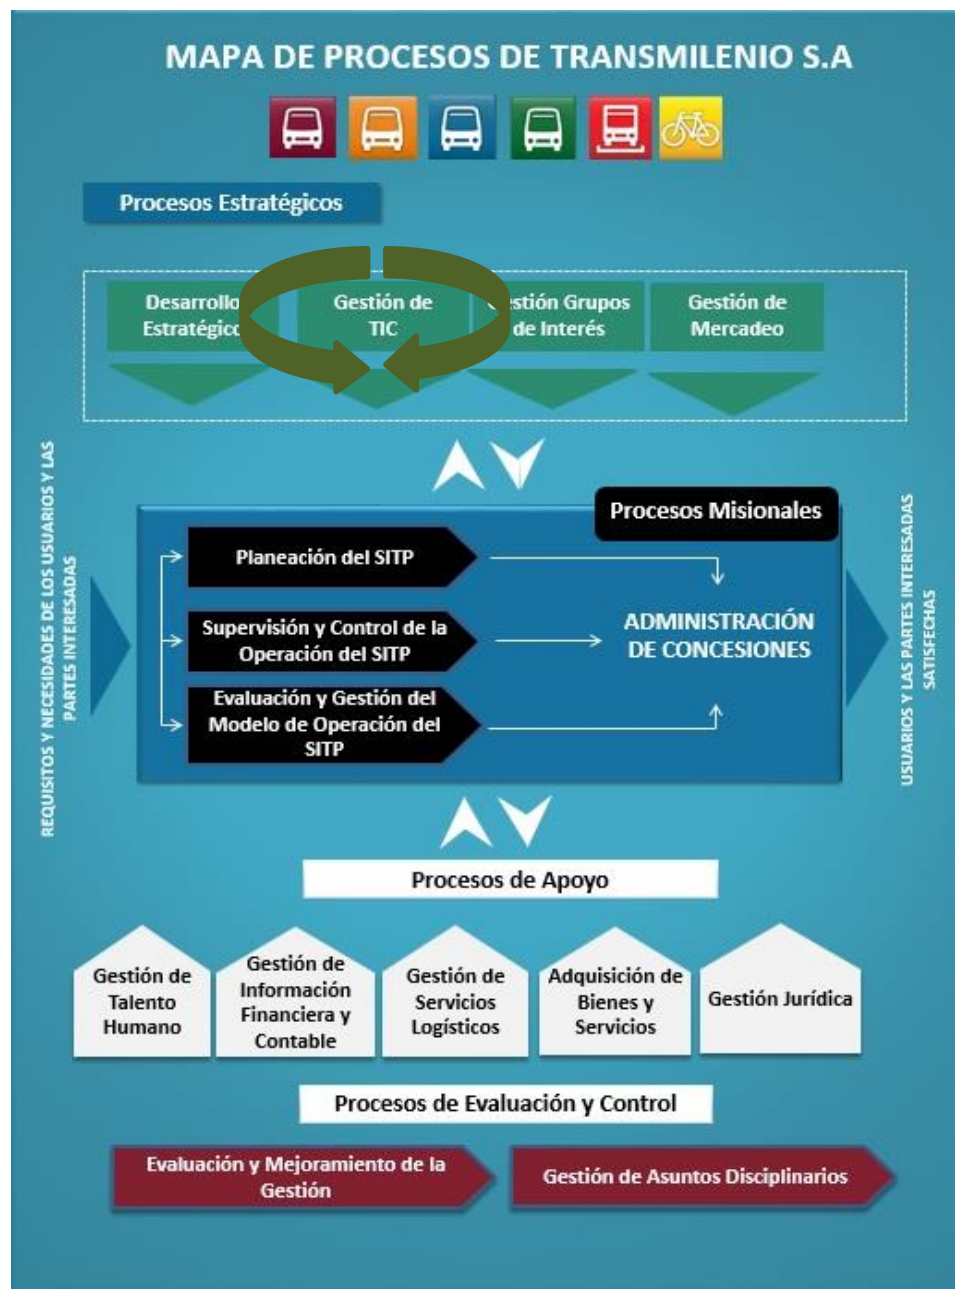 MAPA DE PROCESOS DE TRANSMILENIO S.A
Procesos Estratégicos
Desarrollo
Estratégico
Gestión de
TIC
Gestión Grupos
de Interés
Gestión de
Mercadeo
REQUISITOS Y NECESIDADES DE LOS USUARIOS Y LAS
PARTES INTERESADAS
Procesos Misionales
Planeación del SITP
Supervisión y Control de la
Operación del SITP
Evaluación y Gestión del
Modelo de Operación del
SITP
ADMINISTRACIÓN
DE CONCESIONES
USUARIOS Y LAS PARTES INTERESADAS
SATISFECHAS
Procesos de Apoyo
Gestión de
Talento
Humano
Gestión de
Información
Financiera y
Contable
Gestión de
Servicios
Logísticos
Adquisición de
Bienes y
Servicios
Gestión Jurídica
Procesos de Evaluación y Control
Evaluación y Mejoramiento de la
Gestión
Gestión de Asuntos Disciplinarios